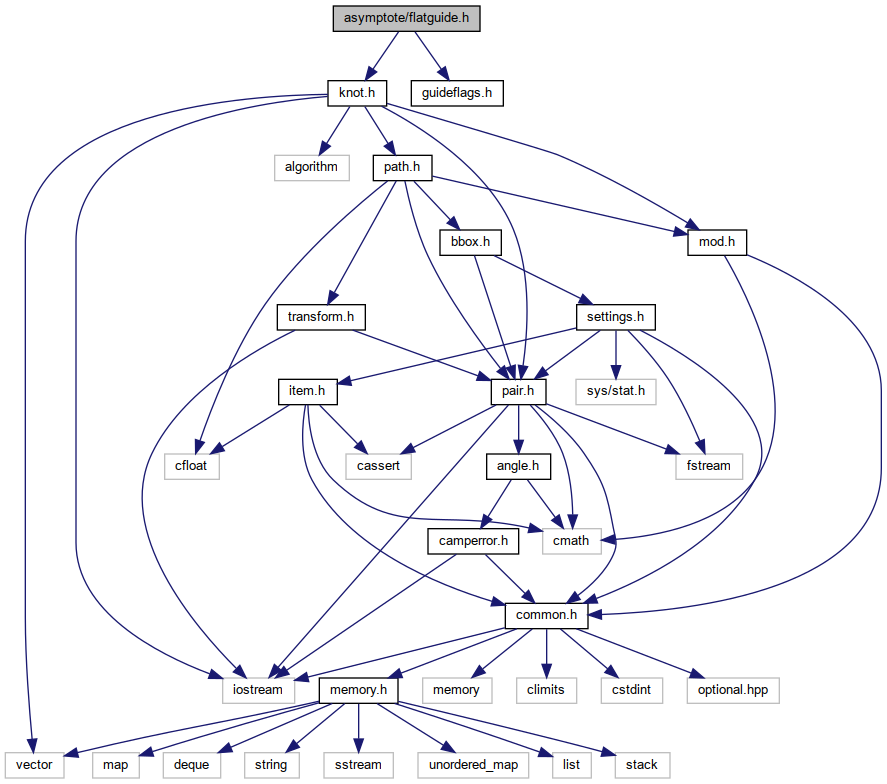 asymptote/flatguide.h
knot.h
guideflags.h
algorithm
path.h
bbox.h
mod.h
transform.h
settings.h
item.h
pair.h
sys/stat.h
cfloat
cassert
angle.h
fstream
camperror.h
cmath
common.h
iostream
memory.h
memory
climits
cstdint
optional.hpp
vector
map
deque
string
sstream
unordered_map
list
stack